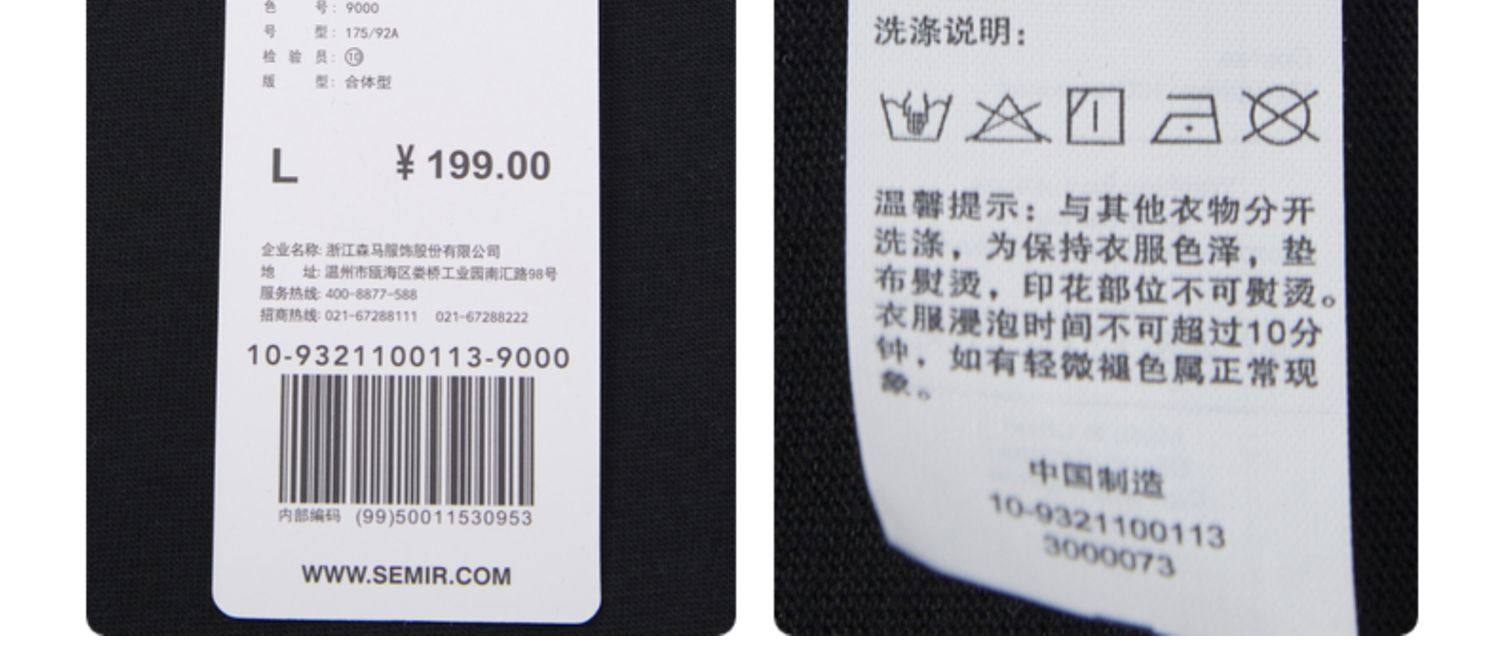 色 号: 9000
号 型: 175/92A
检 验 员: ⑩
版 型: 合体型
L ¥ 199.00
企业名称: 浙江森马服饰股份有限公司
地 址: 温州市瓯海区娄桥工业园南汇路98号
服务热线: 400-8877-588
招商热线: 021-67288111 021-67288222
10-9321100113-9000
内部编码 (99)50011530953
WWW.SEMIR.COM
洗涤说明:
温馨提示: 与其他衣物分开
洗涤，为保持衣服色泽，垫
布熨烫，印花部位不可熨烫。
衣服浸泡时间不可超过10分
钟，如有轻微褪色属正常现
象。
中国制造
10-9321100113
3000073